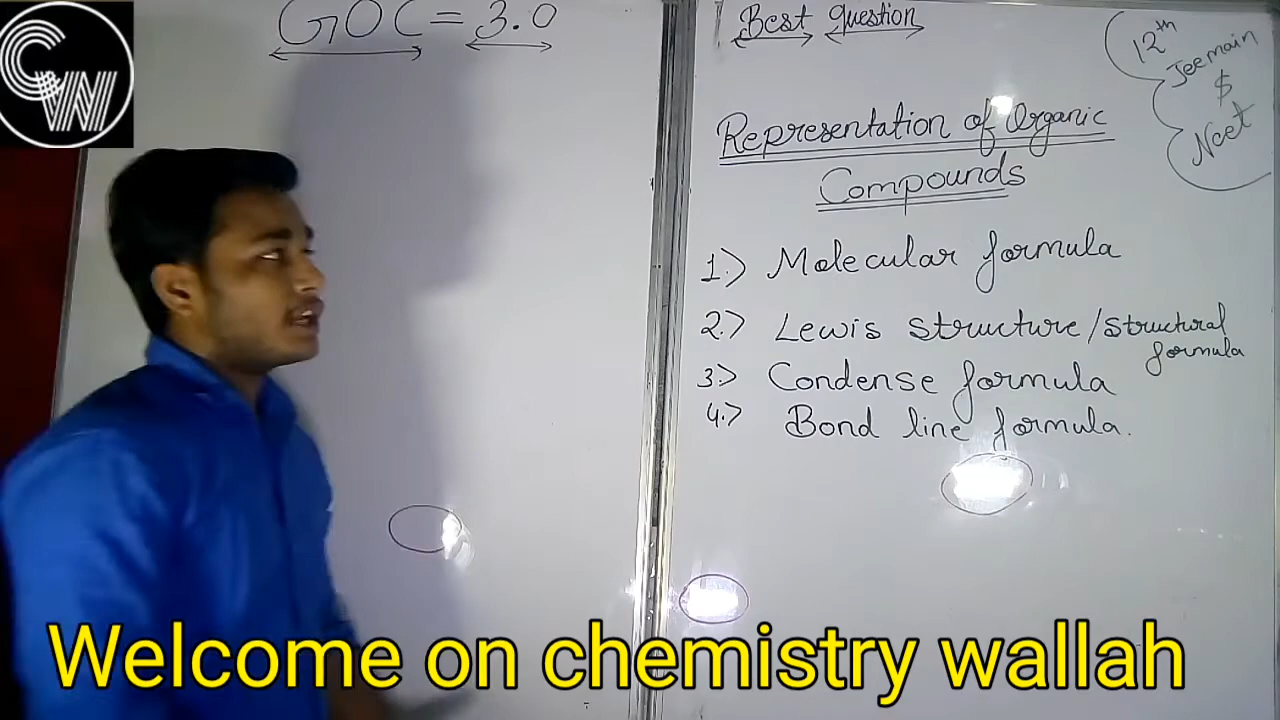 CW
GOC = 3.0
Best question
12th
Jee main
$
Neet
Representation of Organic
Compounds
1.) Molecular formula
2.) Lewis structure/structural
formula
3.) Condense formula
4.) Bond line formula.
Welcome on chemistry wallah